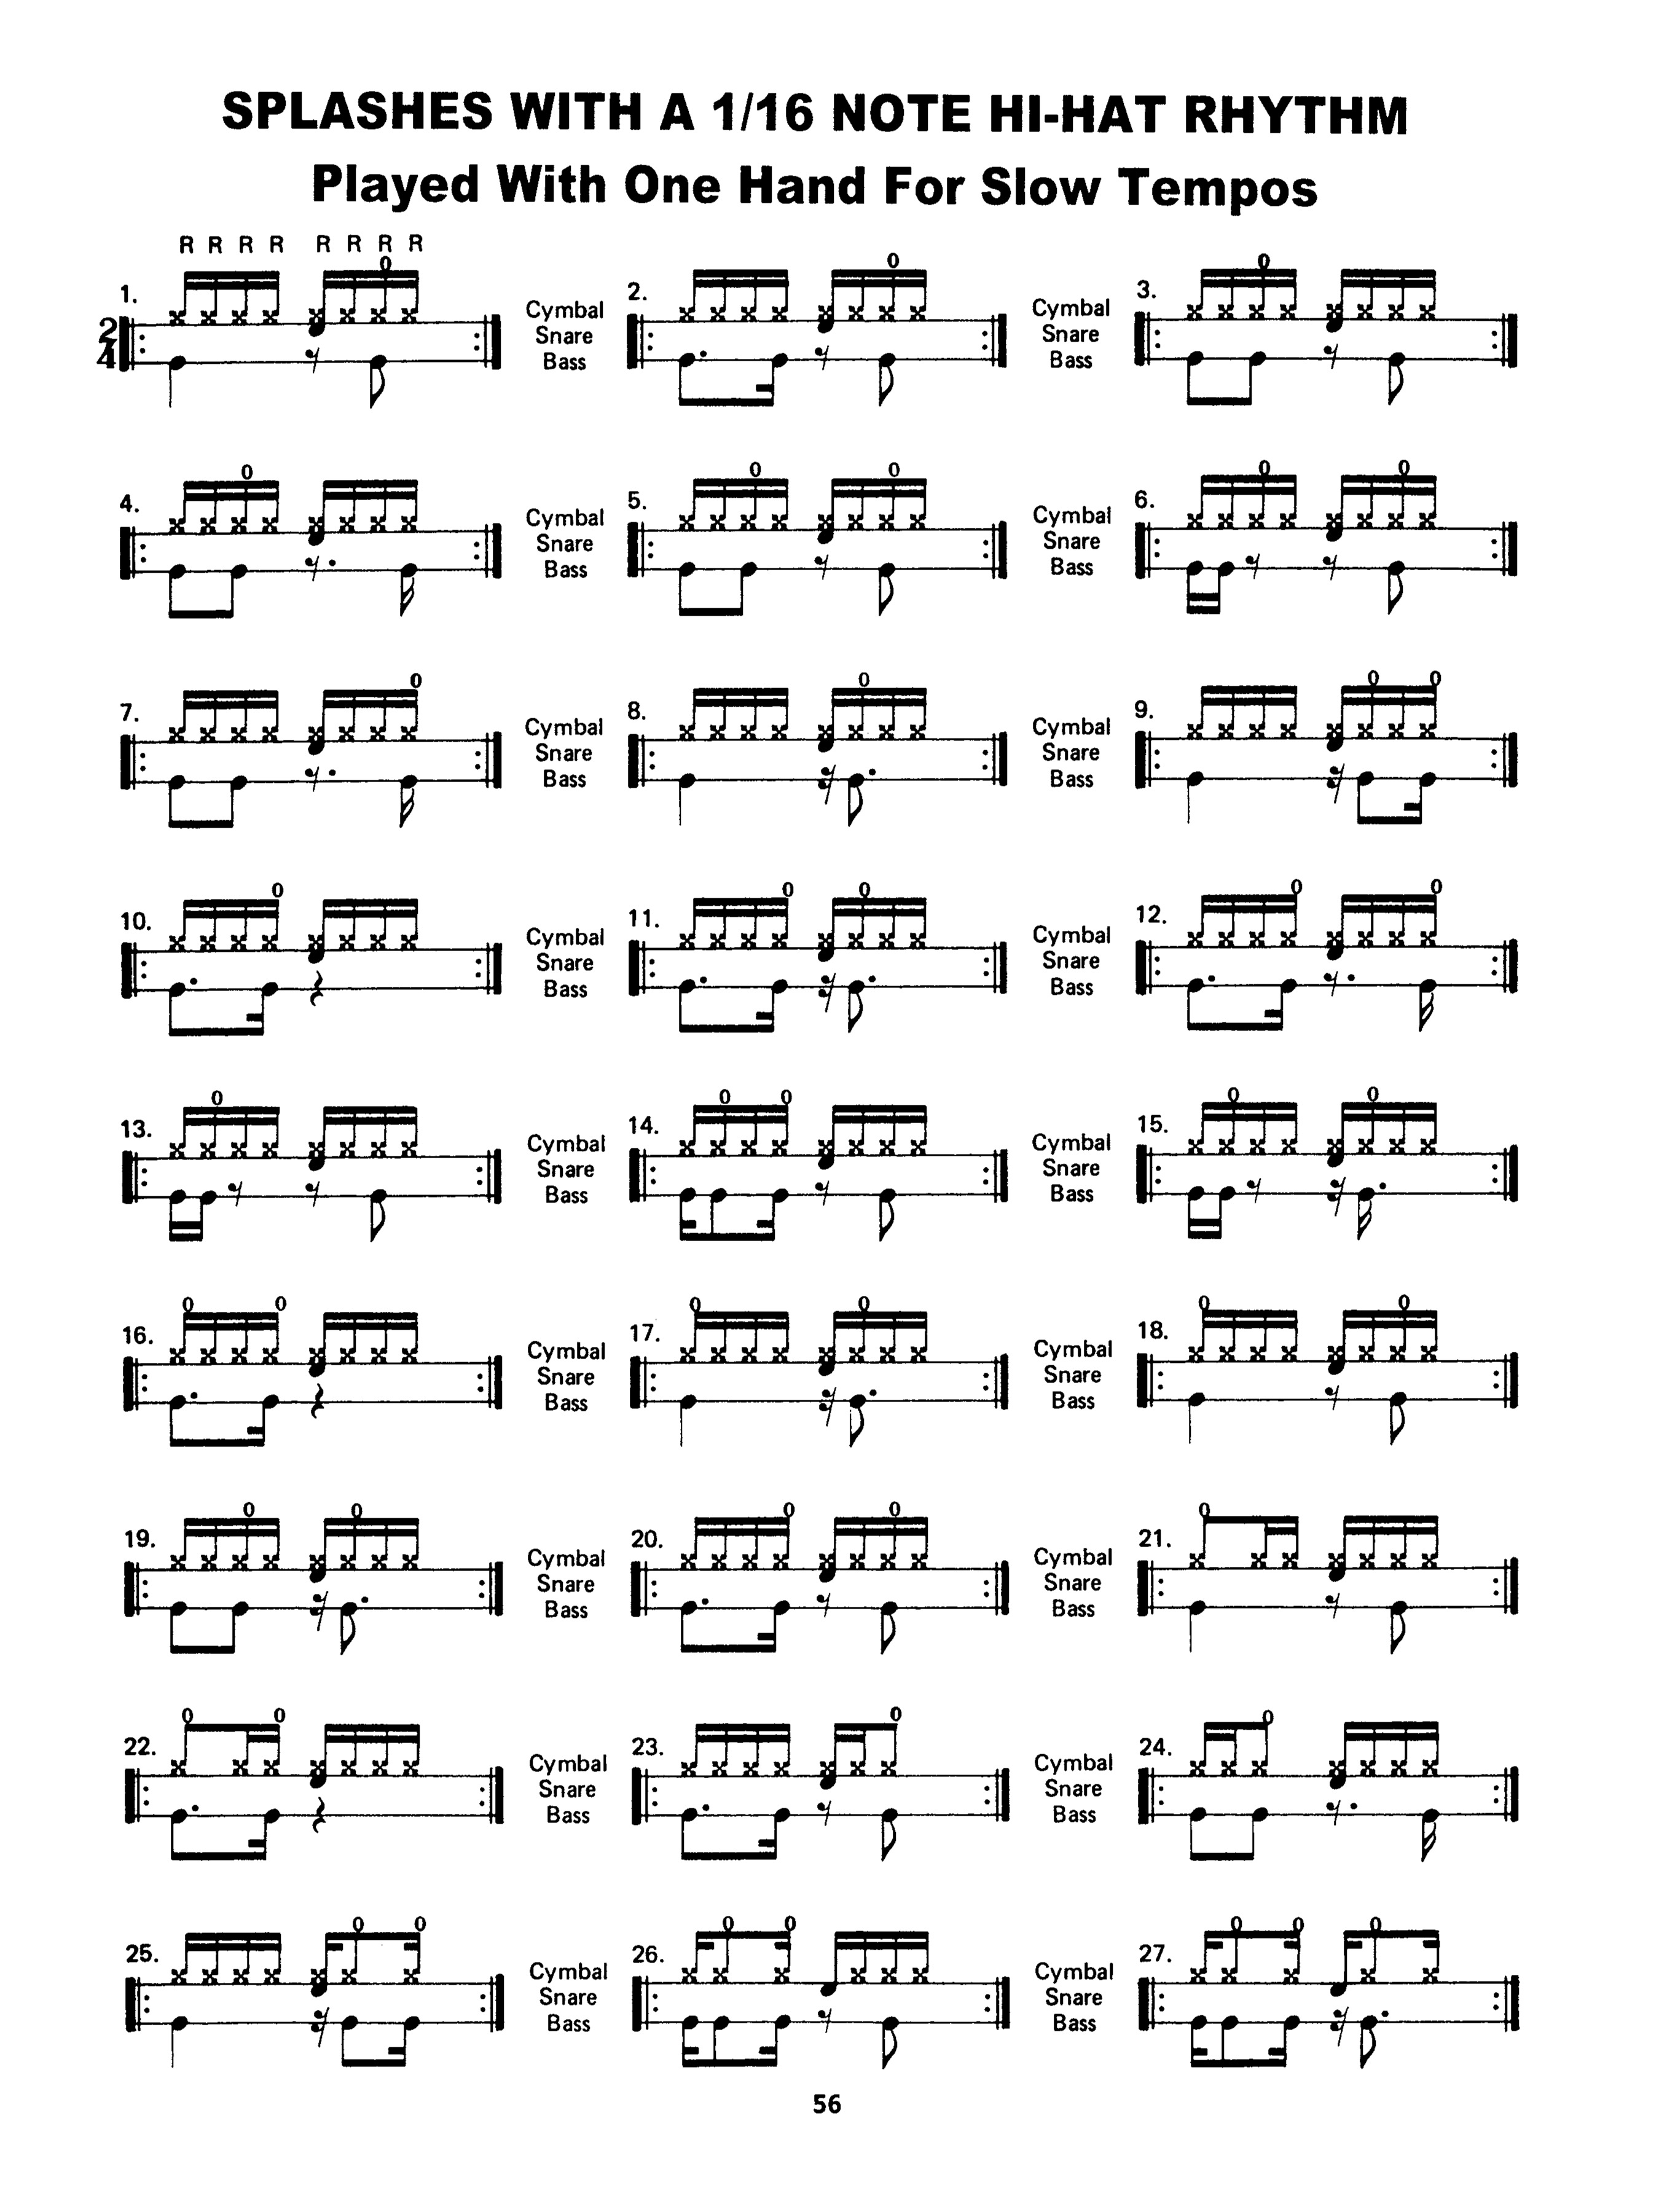 SPLASHES WITH A 1/16 NOTE HI-HAT RHYTHM
Played With One Hand For Slow Tempos
R R R R R R R R
0 0 0
1. Cymbal 2. Cymbal 3.
2 Snare Snare
4 Bass Bass
0 0 0 0 0
4. Cymbal 5. Cymbal 6.
Snare Snare
Bass Bass
0 0 0 0
7. Cymbal 8. Cymbal 9.
Snare Snare
Bass Bass
0 0 0 0 0
10. Cymbal 11. Cymbal 12.
Snare Snare
Bass Bass
0 0 0 0 0
13. Cymbal 14. Cymbal 15.
Snare Snare
Bass Bass
0 0 0 0 0 0
16. Cymbal 17. Cymbal 18.
Snare Snare
Bass Bass
0 0 0 0 0
19. Cymbal 20. Cymbal 21.
Snare Snare
Bass Bass
0 0 0 0
22. Cymbal 23. Cymbal 24.
Snare Snare
Bass Bass
0 0 0 0 0 0 0
25. Cymbal 26. Cymbal 27.
Snare Snare
Bass Bass
56